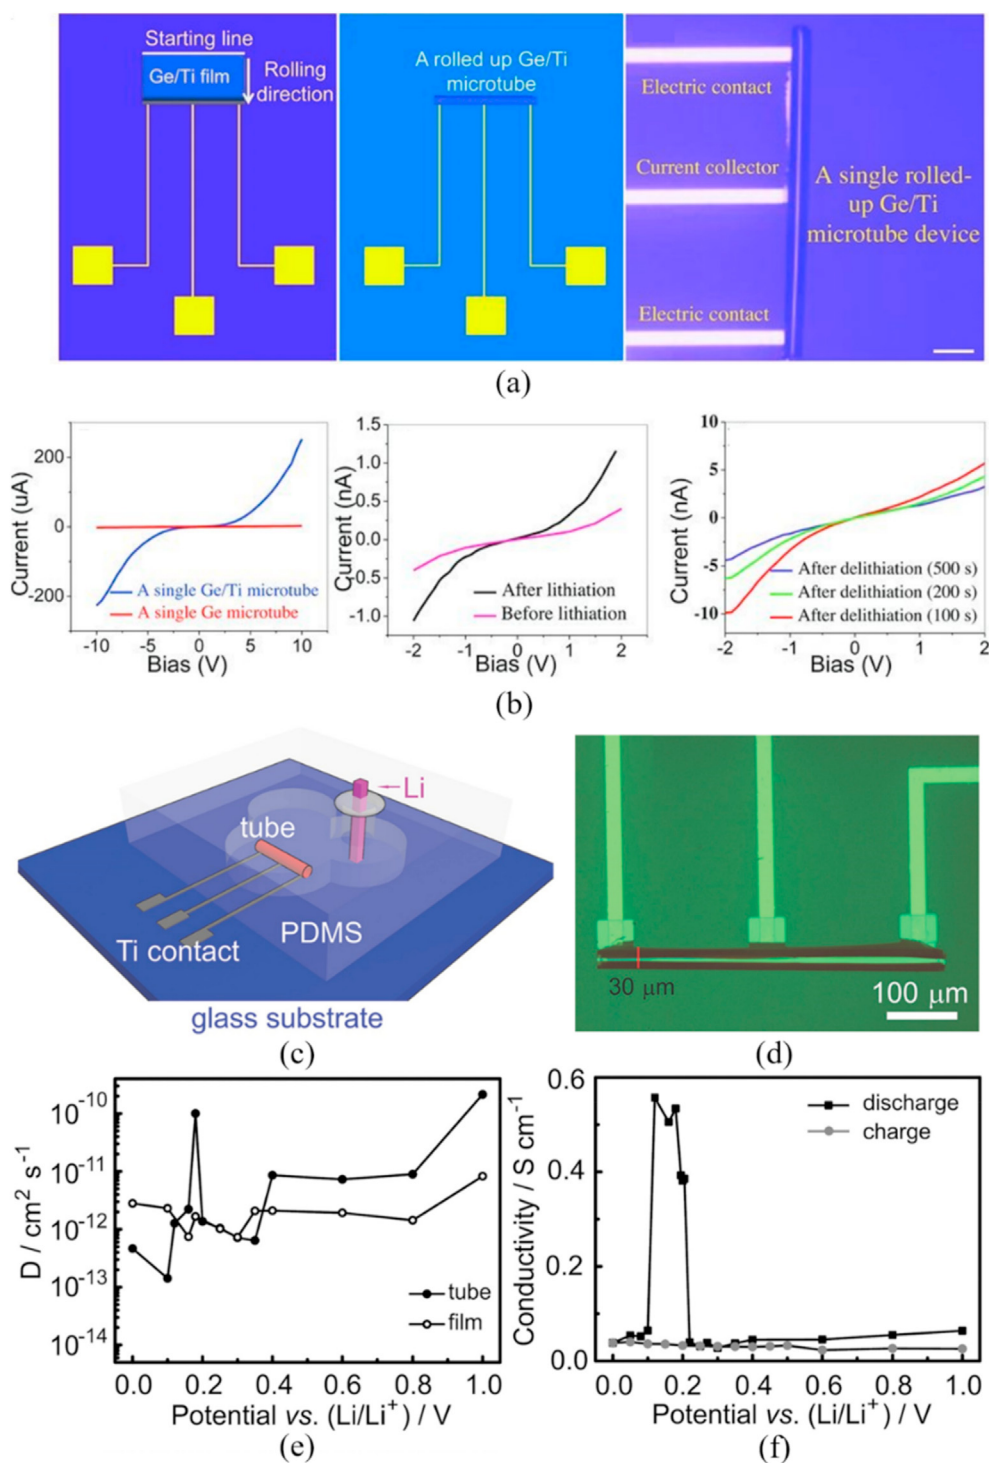 Starting line
Ge/Ti film
Rolling
direction
A rolled up Ge/Ti
microtube
Electric contact
Current collector
Electric contact
A single rolled-
up Ge/Ti
microtube device
(a)
Current (uA)
200
0
-200
-10
-5
0
5
10
Bias (V)
A single Ge/Ti microtube
A single Ge microtube
Current (nA)
1.5
1.0
0.5
0.0
-0.5
-1.0
-2
-1
0
1
2
Bias (V)
After lithiation
Before lithiation
Current (nA)
10
5
0
-5
-10
-2
-1
0
1
2
Bias (V)
After delithiation (500 s)
After delithiation (200 s)
After delithiation (100 s)
(b)
Li
tube
PDMS
Ti contact
glass substrate
(c)
30 μm
100 μm
(d)
D / cm² s⁻¹
10⁻¹⁰
10⁻¹¹
10⁻¹²
10⁻¹³
10⁻¹⁴
tube
film
0.0
0.2
0.4
0.6
0.8
1.0
Potential vs. (Li/Li⁺) / V
(e)
Conductivity / S cm⁻¹
0.6
0.4
0.2
0.0
discharge
charge
0.0
0.2
0.4
0.6
0.8
1.0
Potential vs. (Li/Li⁺) / V
(f)